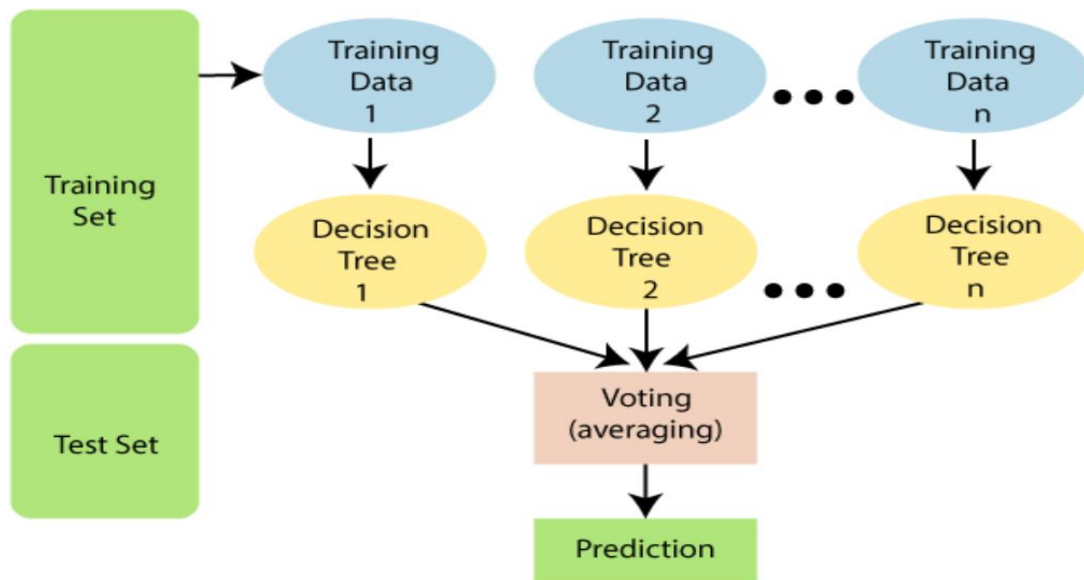 Training
Set
Test Set
Training
Data
1
Training
Data
2
Training
Data
n
Decision
Tree
1
Decision
Tree
2
Decision
Tree
n
Voting
(averaging)
Prediction